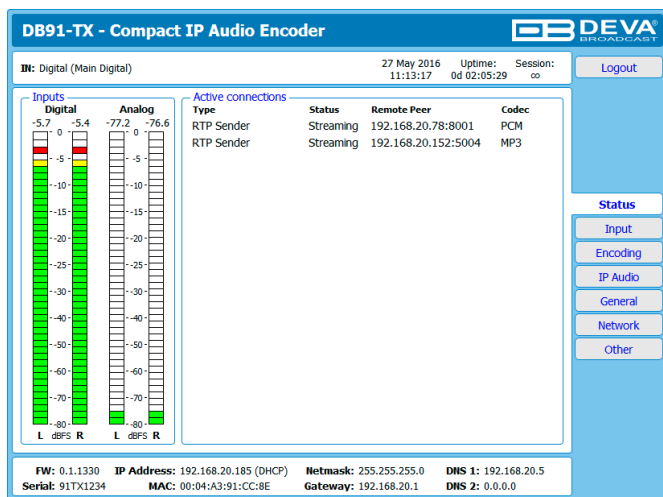 DB91-TX - Compact IP Audio Encoder
DB DEVA®
BROADCAST
IN: Digital (Main Digital)
27 May 2016 Uptime: Session:
11:13:17 0d 02:05:29 ∞
Logout
Inputs
Digital Analog
-5.7 -5.4 -77.2 -76.6
- 0 - - 0 -
- -5 - - -5 -
-10- -10-
-15- -15-
-20- -20-
-25- -25-
-30- -30-
-40- -40-
-50- -50-
-60- -60-
-70- -70-
-80- -80-
L dBFS R L dBFS R
Active connections
Type Status Remote Peer Codec
RTP Sender Streaming 192.168.20.78:8001 PCM
RTP Sender Streaming 192.168.20.152:5004 MP3
Status
Input
Encoding
IP Audio
General
Network
Other
FW: 0.1.1330 IP Address: 192.168.20.185 (DHCP) Netmask: 255.255.255.0 DNS 1: 192.168.20.5
Serial: 91TX1234 MAC: 00:04:A3:91:CC:8E Gateway: 192.168.20.1 DNS 2: 0.0.0.0